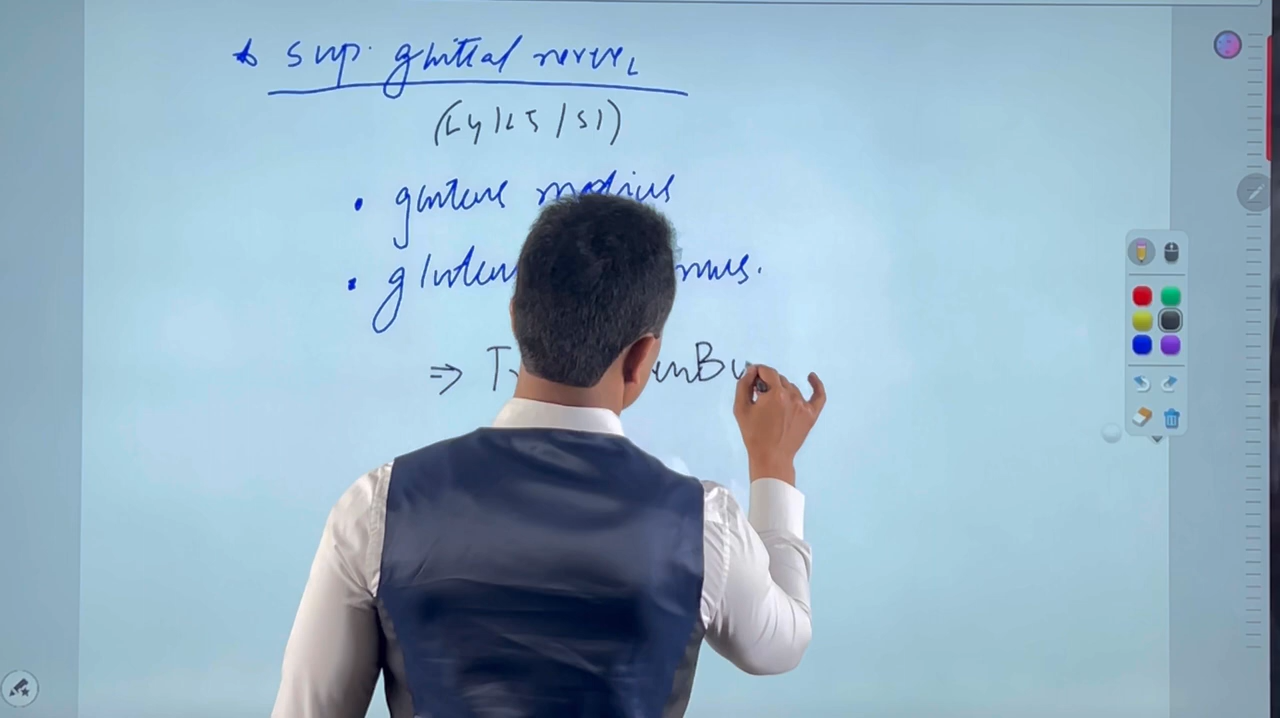 * sup. gluteal nerve
(L4/L5/S1)
• gluteus medius
• gluteus